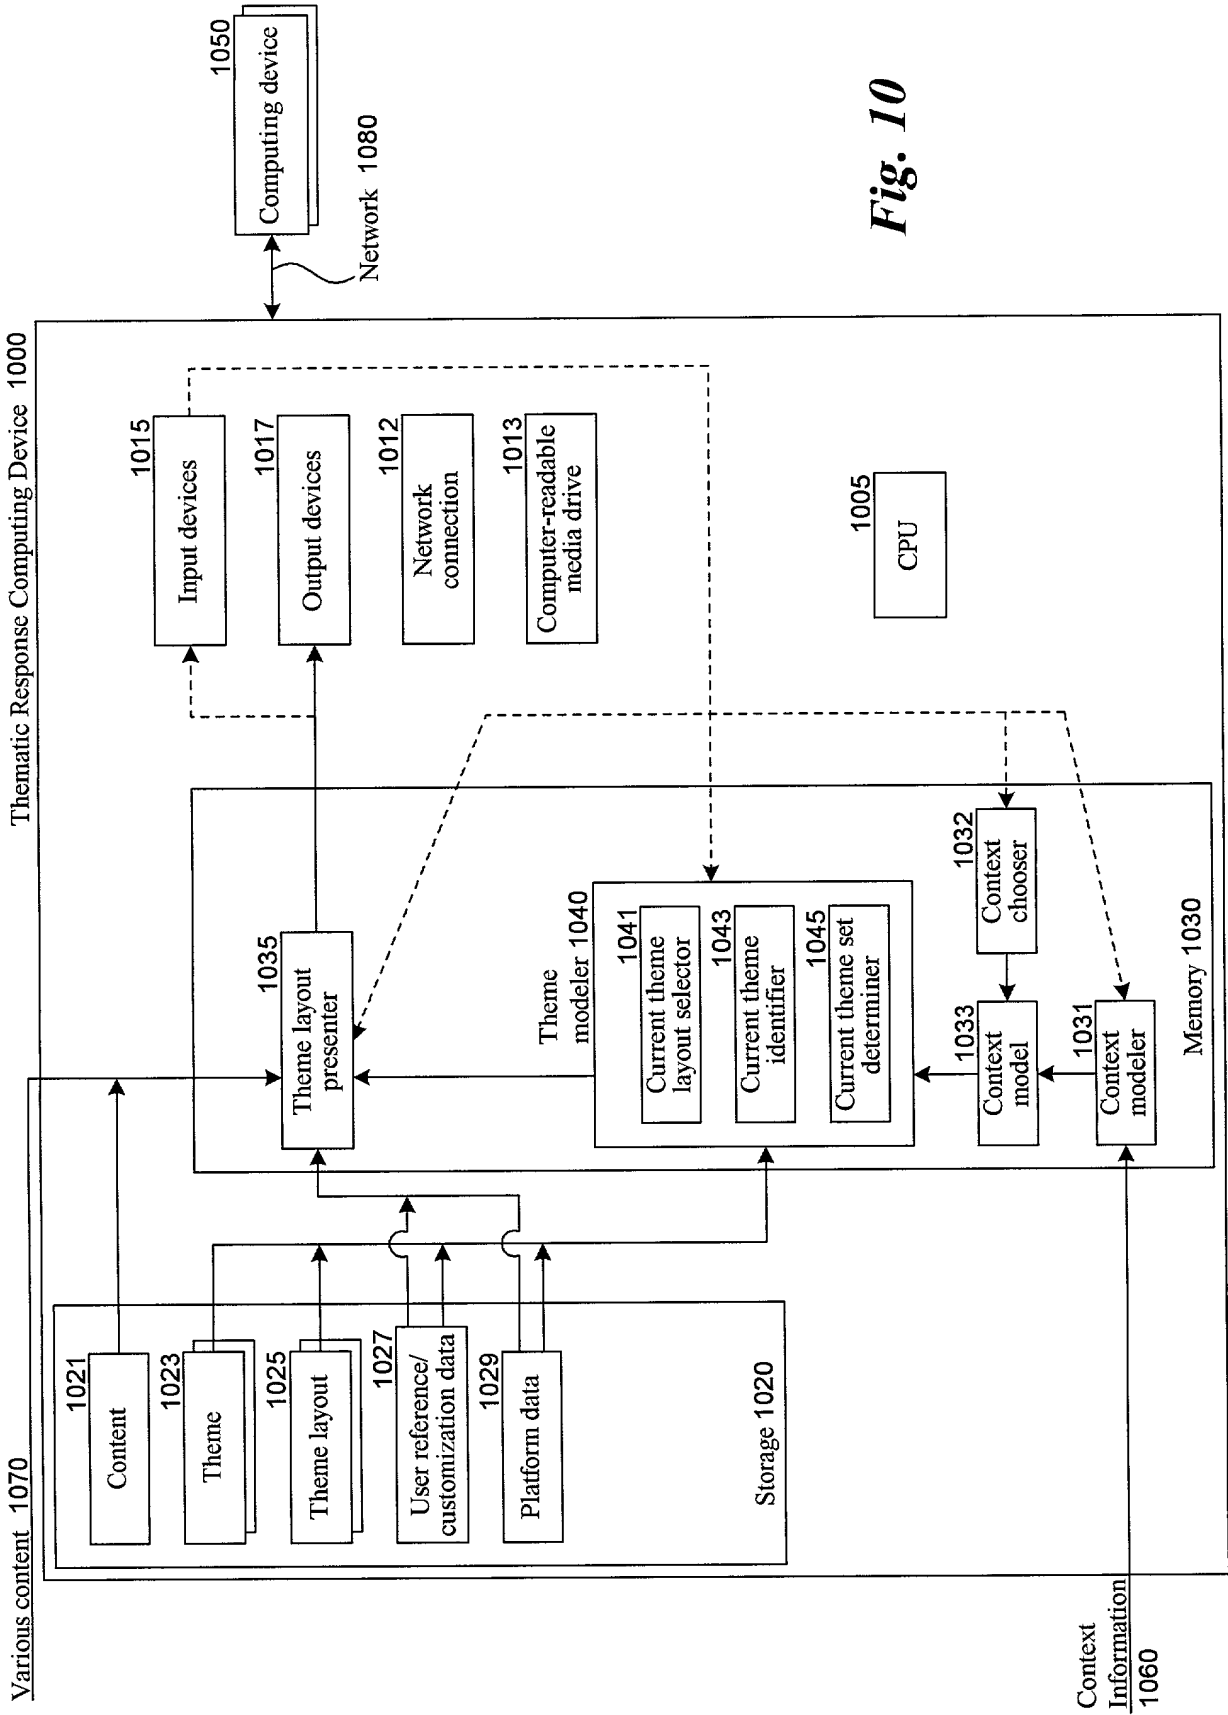 Various content 1070
Thematic Response Computing Device 1000
1021
Content
1023
Theme
1025
Theme layout
1027
User reference/
customization data
1029
Platform data
Storage 1020
1035
Theme layout
presenter
Theme
modeler 1040
1041
Current theme
layout selector
1043
Current theme
identifier
1045
Current theme set
determiner
1032
Context
chooser
1033
Context
model
1031
Context
modeler
Memory 1030
1015
Input devices
1017
Output devices
1012
Network
connection
1013
Computer-readable
media drive
1005
CPU
1050
Computing device
Network 1080
Context
Information
1060
Fig. 10